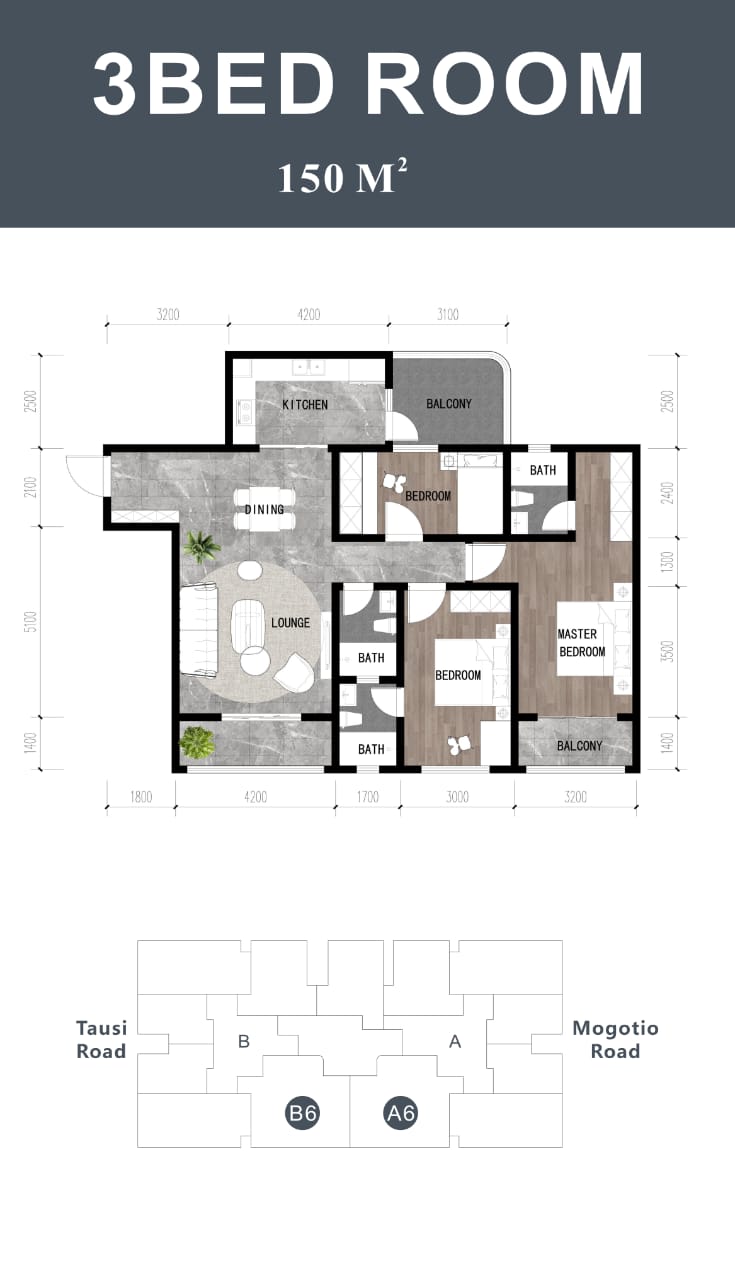 3BED ROOM
150 M²
3200
4200
3100
2500
2500
KITCHEN
BALCONY
2100
2400
BATH
BEDROOM
DINING
1300
5100
LOUNGE
MASTER
BEDROOM
3500
BATH
BEDROOM
1400
1400
BATH
BALCONY
1800
4200
1700
3000
3200
Tausi
Road
B
A
Mogotio
Road
B6
A6